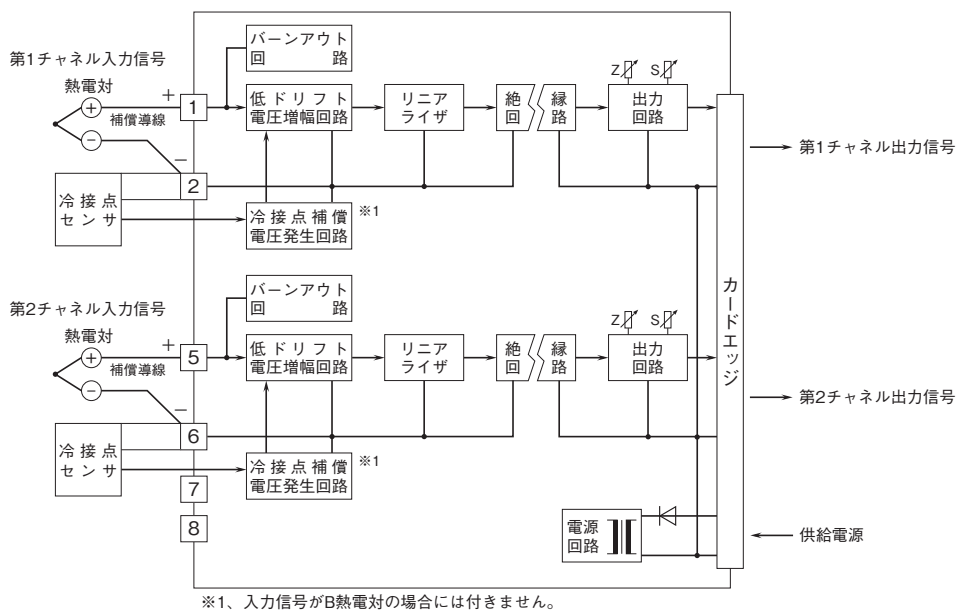 第1チャネル入力信号
熱電対
+
−
補償導線
+
−
1
2
冷接点
センサ
バーンアウト
回路
低ドリフト
電圧増幅回路
リニア
ライザ
絶縁
回路
Z
S
出力
回路
冷接点補償
電圧発生回路
※1
第1チャネル出力信号
第2チャネル入力信号
熱電対
+
−
補償導線
+
−
5
6
7
8
冷接点
センサ
バーンアウト
回路
低ドリフト
電圧増幅回路
リニア
ライザ
絶縁
回路
Z
S
出力
回路
冷接点補償
電圧発生回路
※1
カードエッジ
第2チャネル出力信号
電源
回路
供給電源
※1、入力信号がB熱電対の場合には付きません。